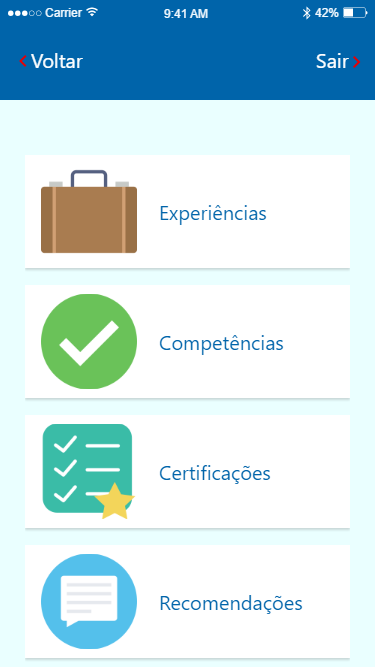 Carrier 9:41 AM 42%
Voltar Sair
Experiências
Competências
Certificações
Recomendações